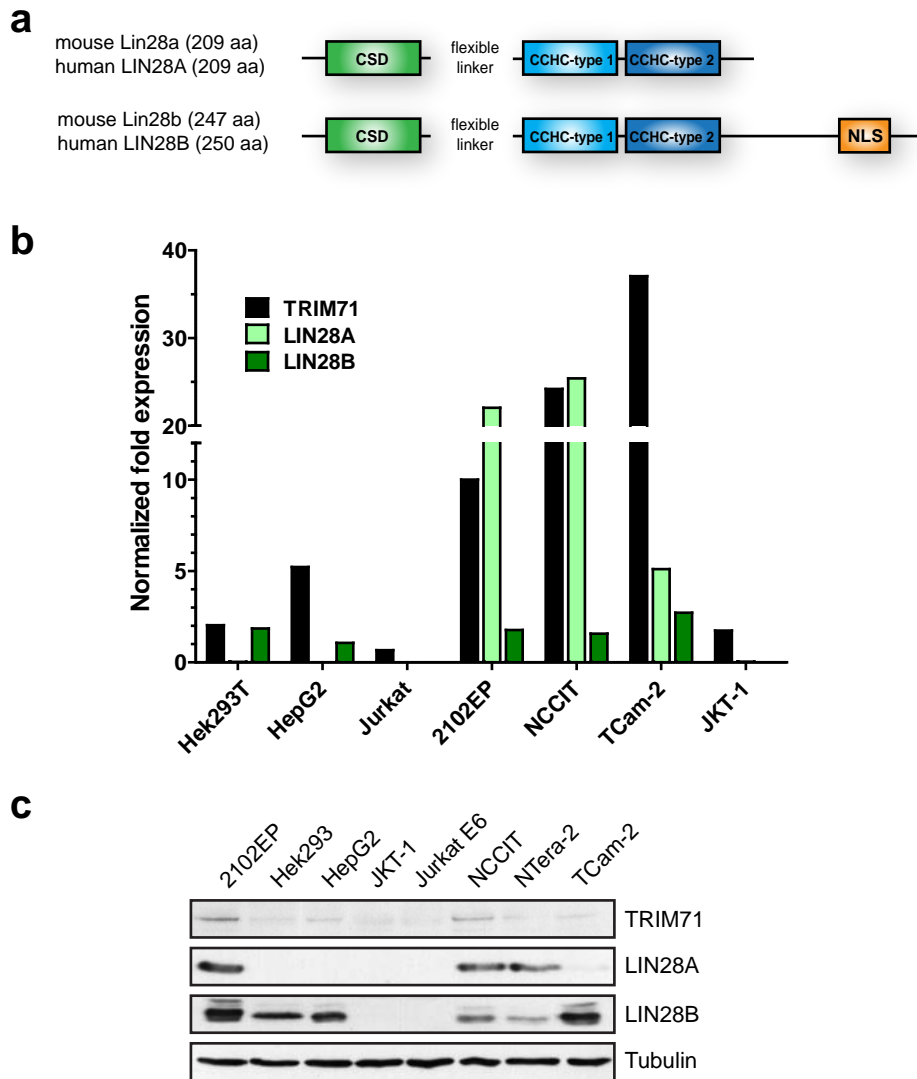 a
mouse Lin28a (209 aa)
human LIN28A (209 aa)
CSD
flexible
linker
CCHC-type 1
CCHC-type 2
mouse Lin28b (247 aa)
human LIN28B (250 aa)
CSD
flexible
linker
CCHC-type 1
CCHC-type 2
NLS
b
Normalized fold expression
40
30
20
10
5
0
TRIM71
LIN28A
LIN28B
Hek293T
HepG2
Jurkat
2102EP
NCCIT
TCam-2
JKT-1
c
2102EP
Hek293
HepG2
JKT-1
Jurkat E6
NCCIT
NTera-2
TCam-2
TRIM71
LIN28A
LIN28B
Tubulin